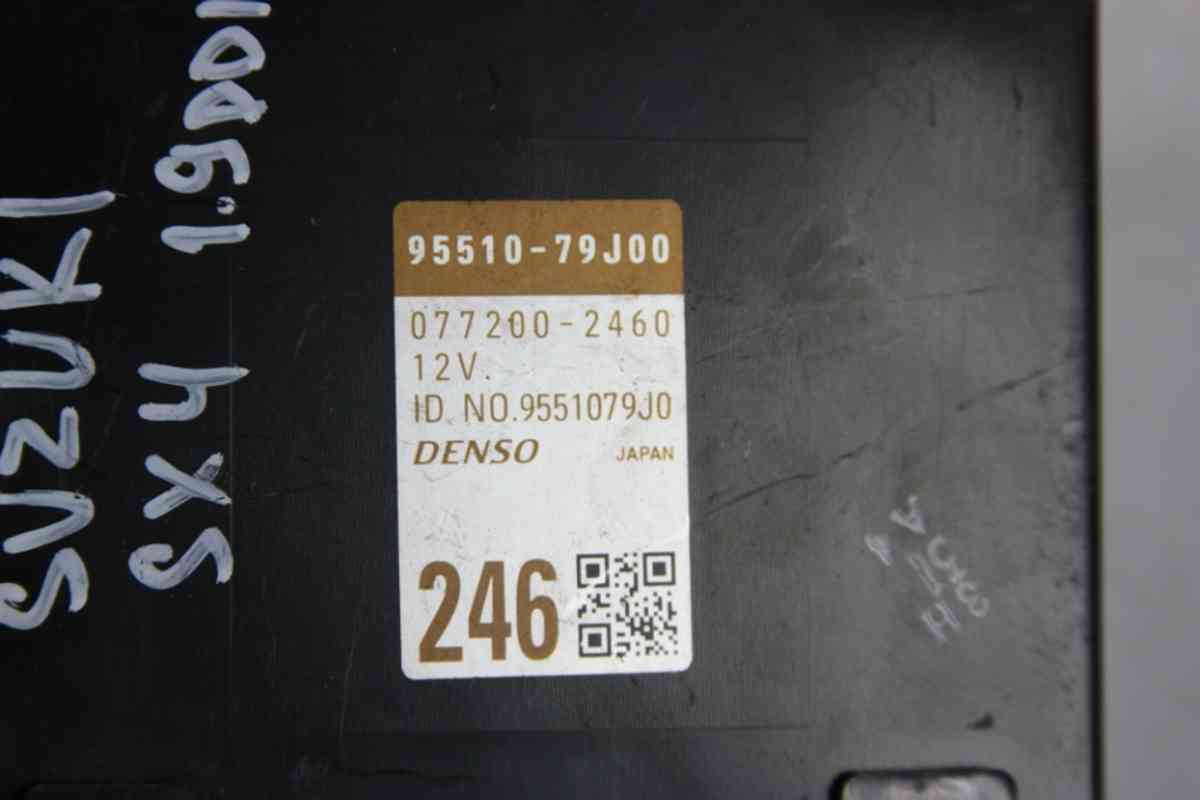 SUZUKI
SX4 1.9DDI
95510-79J00
077200-2460
12V.
ID NO.9551079J0
DENSO JAPAN
246